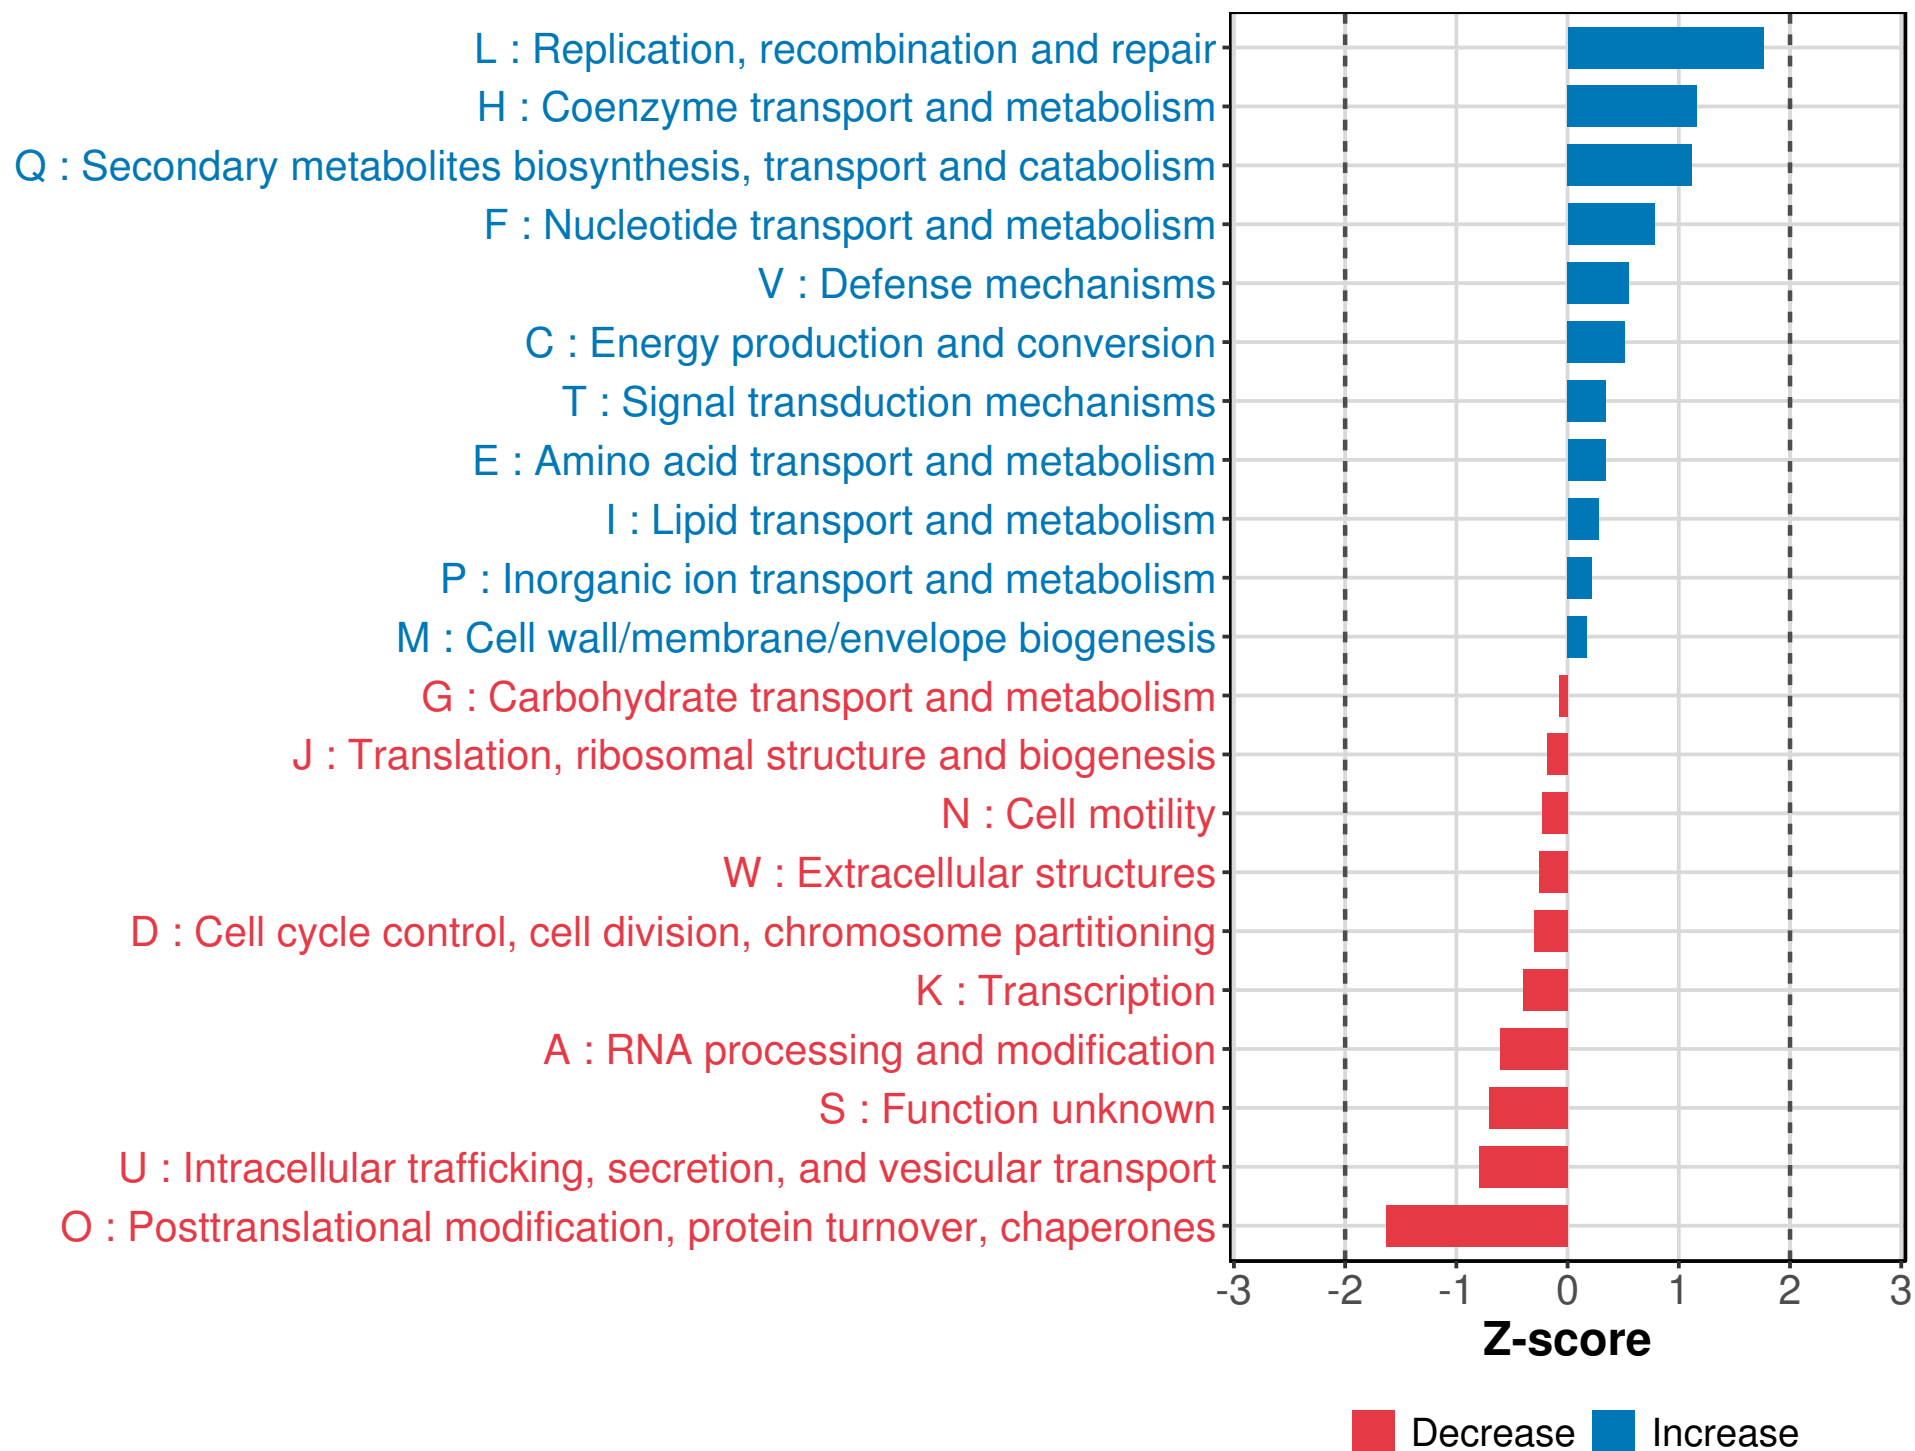 L : Replication, recombination and repair
H : Coenzyme transport and metabolism
Q : Secondary metabolites biosynthesis, transport and catabolism
F : Nucleotide transport and metabolism
V : Defense mechanisms
C : Energy production and conversion
T : Signal transduction mechanisms
E : Amino acid transport and metabolism
I : Lipid transport and metabolism
P : Inorganic ion transport and metabolism
M : Cell wall/membrane/envelope biogenesis
G : Carbohydrate transport and metabolism
J : Translation, ribosomal structure and biogenesis
N : Cell motility
W : Extracellular structures
D : Cell cycle control, cell division, chromosome partitioning
K : Transcription
A : RNA processing and modification
S : Function unknown
U : Intracellular trafficking, secretion, and vesicular transport
O : Posttranslational modification, protein turnover, chaperones
-3 -2 -1 0 1 2 3
Z-score
Decrease Increase